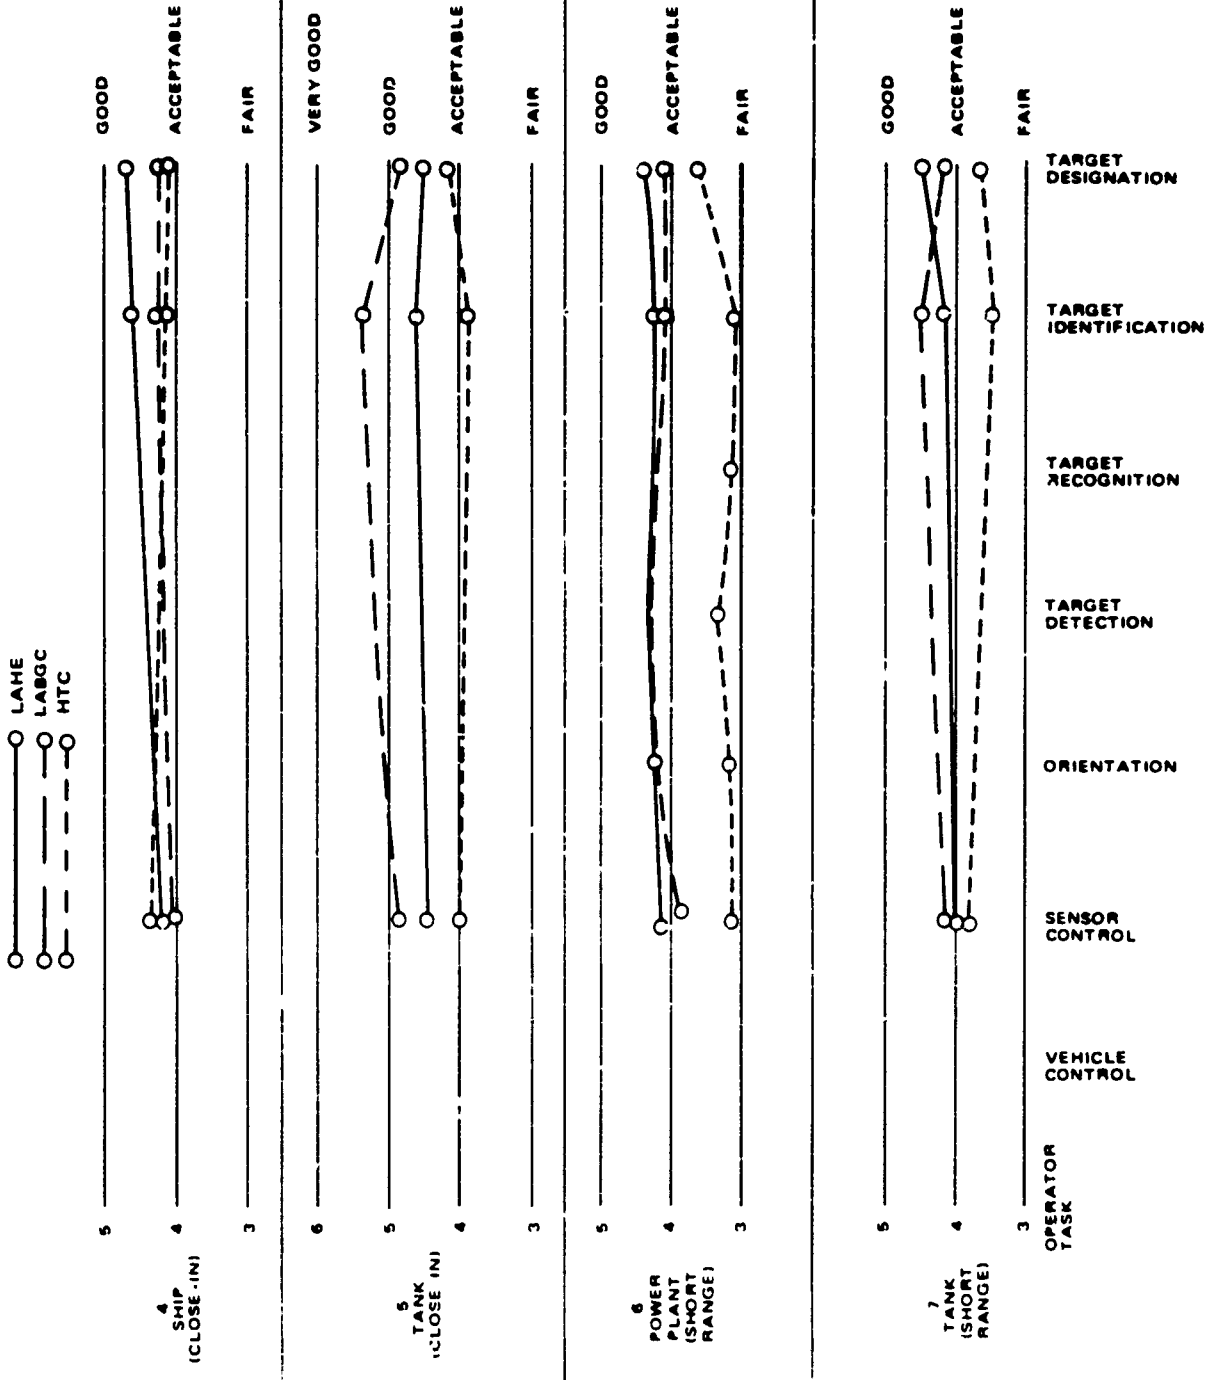 LAHE
LABGC
HTC
GOOD
ACCEPTABLE
FAIR
5
4
3
4
SHIP
(CLOSE-IN)
VERY GOOD
GOOD
ACCEPTABLE
FAIR
6
5
4
3
5
TANK
(CLOSE IN)
GOOD
ACCEPTABLE
FAIR
5
4
3
6
POWER
PLANT
(SHORT
RANGE)
GOOD
ACCEPTABLE
FAIR
5
4
3
7
TANK
(SHORT
RANGE)
OPERATOR
TASK
VEHICLE
CONTROL
SENSOR
CONTROL
ORIENTATION
TARGET
DETECTION
TARGET
RECOGNITION
TARGET
IDENTIFICATION
TARGET
DESIGNATION